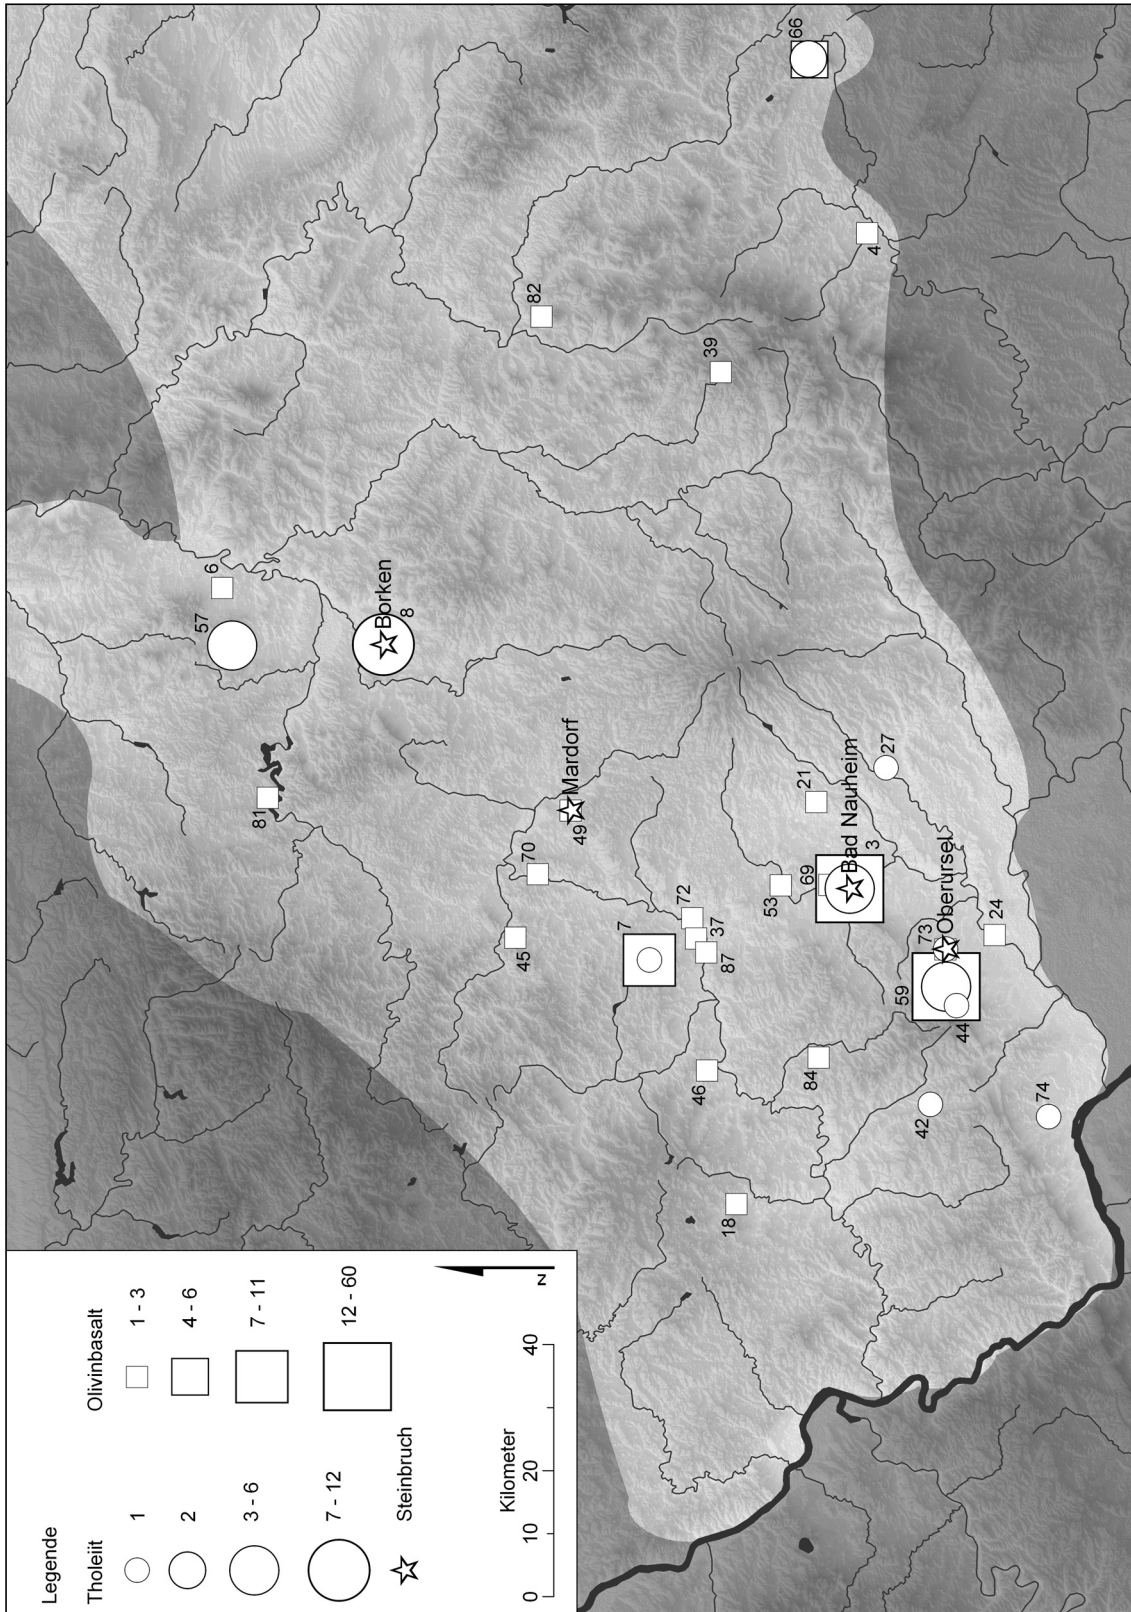 Legende
Tholeiit
Olivinbasalt
1
1 - 3
2
4 - 6
3 - 6
7 - 11
7 - 12
12 - 60
Steinbruch
Kilometer
0
10
20
40
N
6
57
Borken
8
81
82
66
4
39
Mardorf
49
70
45
72
37
87
7
46
18
84
53
69
21
Bad Nauheim
3
27
Oberursel
73
59
44
24
42
74